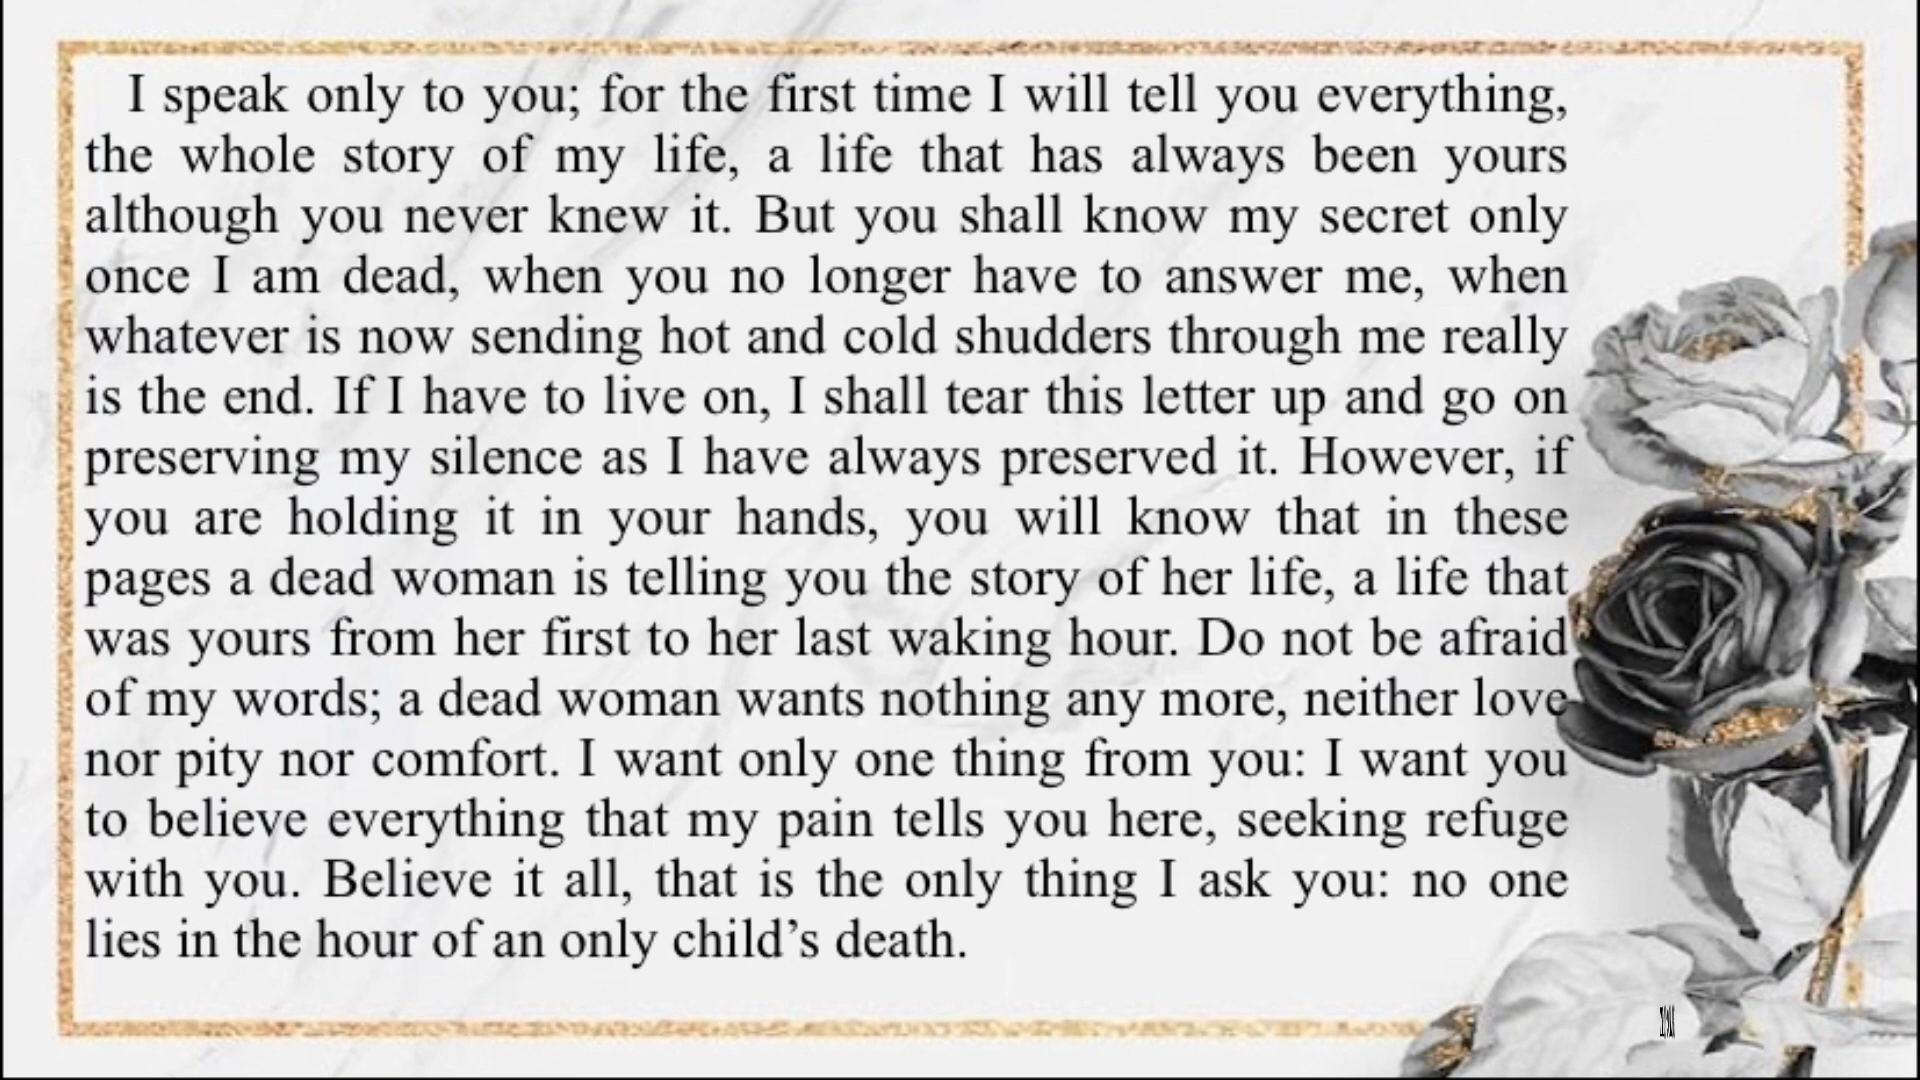 I speak only to you; for the first time I will tell you everything,
the whole story of my life, a life that has always been yours
although you never knew it. But you shall know my secret only
once I am dead, when you no longer have to answer me, when
whatever is now sending hot and cold shudders through me really
is the end. If I have to live on, I shall tear this letter up and go on
preserving my silence as I have always preserved it. However, if
you are holding it in your hands, you will know that in these
pages a dead woman is telling you the story of her life, a life that
was yours from her first to her last waking hour. Do not be afraid
of my words; a dead woman wants nothing any more, neither love
nor pity nor comfort. I want only one thing from you: I want you
to believe everything that my pain tells you here, seeking refuge
with you. Believe it all, that is the only thing I ask you: no one
lies in the hour of an only child’s death.